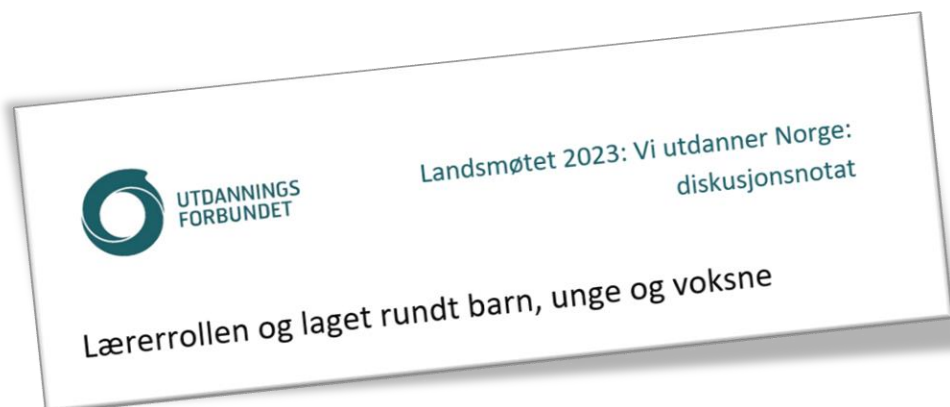 UTDANNINGS
FORBUNDET
Landsmøtet 2023: Vi utdanner Norge:
diskusjonsnotat
Lærerrollen og laget rundt barn, unge og voksne